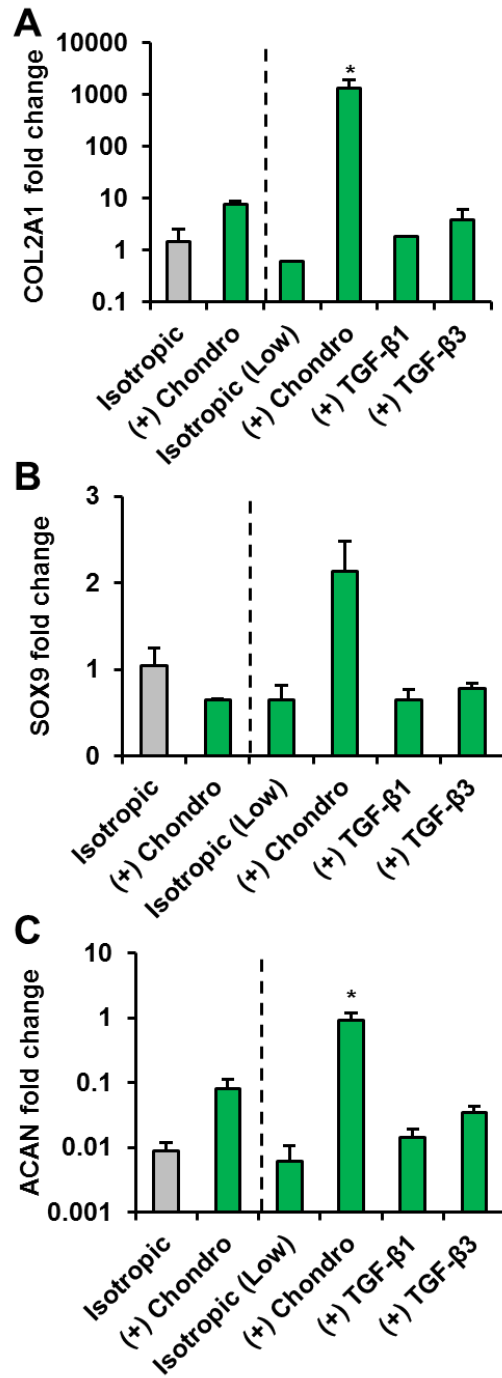 A
COL2A1 fold change
10000
1000
100
10
1
0.1
*
Isotropic
(+) Chondro
Isotropic (Low)
(+) Chondro
(+) TGF-β1
(+) TGF-β3
B
SOX9 fold change
3
2
1
0
Isotropic
(+) Chondro
Isotropic (Low)
(+) Chondro
(+) TGF-β1
(+) TGF-β3
C
ACAN fold change
10
1
0.1
0.01
0.001
*
Isotropic
(+) Chondro
Isotropic (Low)
(+) Chondro
(+) TGF-β1
(+) TGF-β3